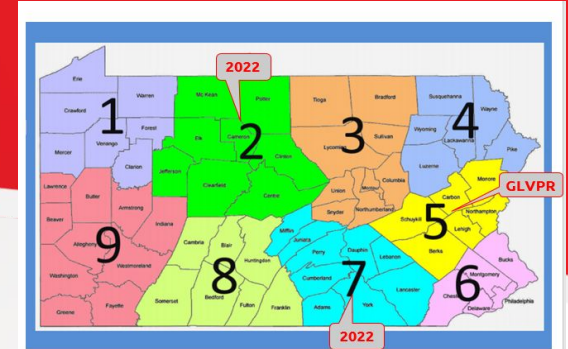 2022
Erie
Warren
McKean
Potter
Tioga
Bradford
Susquehanna
Wayne
Crawford
1
Forest
Elk
Cameron
2
3
Sullivan
Wyoming
4
Lackawanna
Venango
Lycoming
Mercer
Clarion
Jefferson
Clinton
Luzerne
Pike
Lawrence
Butler
Clearfield
Centre
Union
Columbia
Monroe
GLVPR
Carbon
Armstrong
Snyder
Northumberland
Schuykill
5
Northampton
Beaver
Indiana
Mifflin
Lehigh
Allegheny
9
Cambria
Blair
Huntingdon
Juniata
Perry
Dauphin
Lebanon
Berks
Bucks
Westmoreland
8
Cumberland
7
6
Montgomery
Washington
Somerset
Bedford
Fulton
Franklin
Adams
York
Lancaster
Philadelphia
Delaware
Greene
Fayette
2022